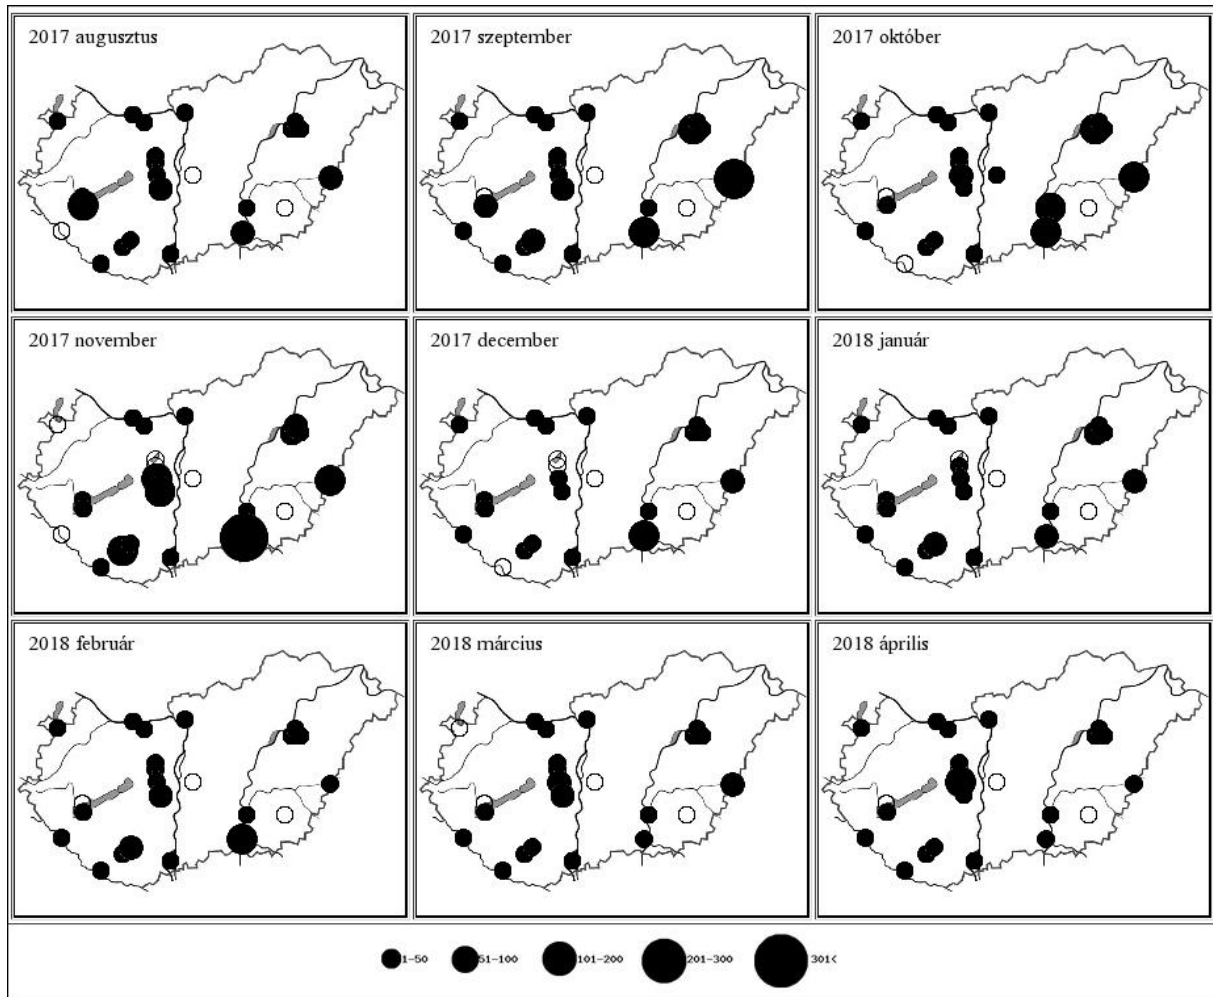 2017 augusztus
2017 szeptember
2017 október
2017 november
2017 december
2018 január
2018 február
2018 március
2018 április
1-50
51-100
101-200
201-300
301<